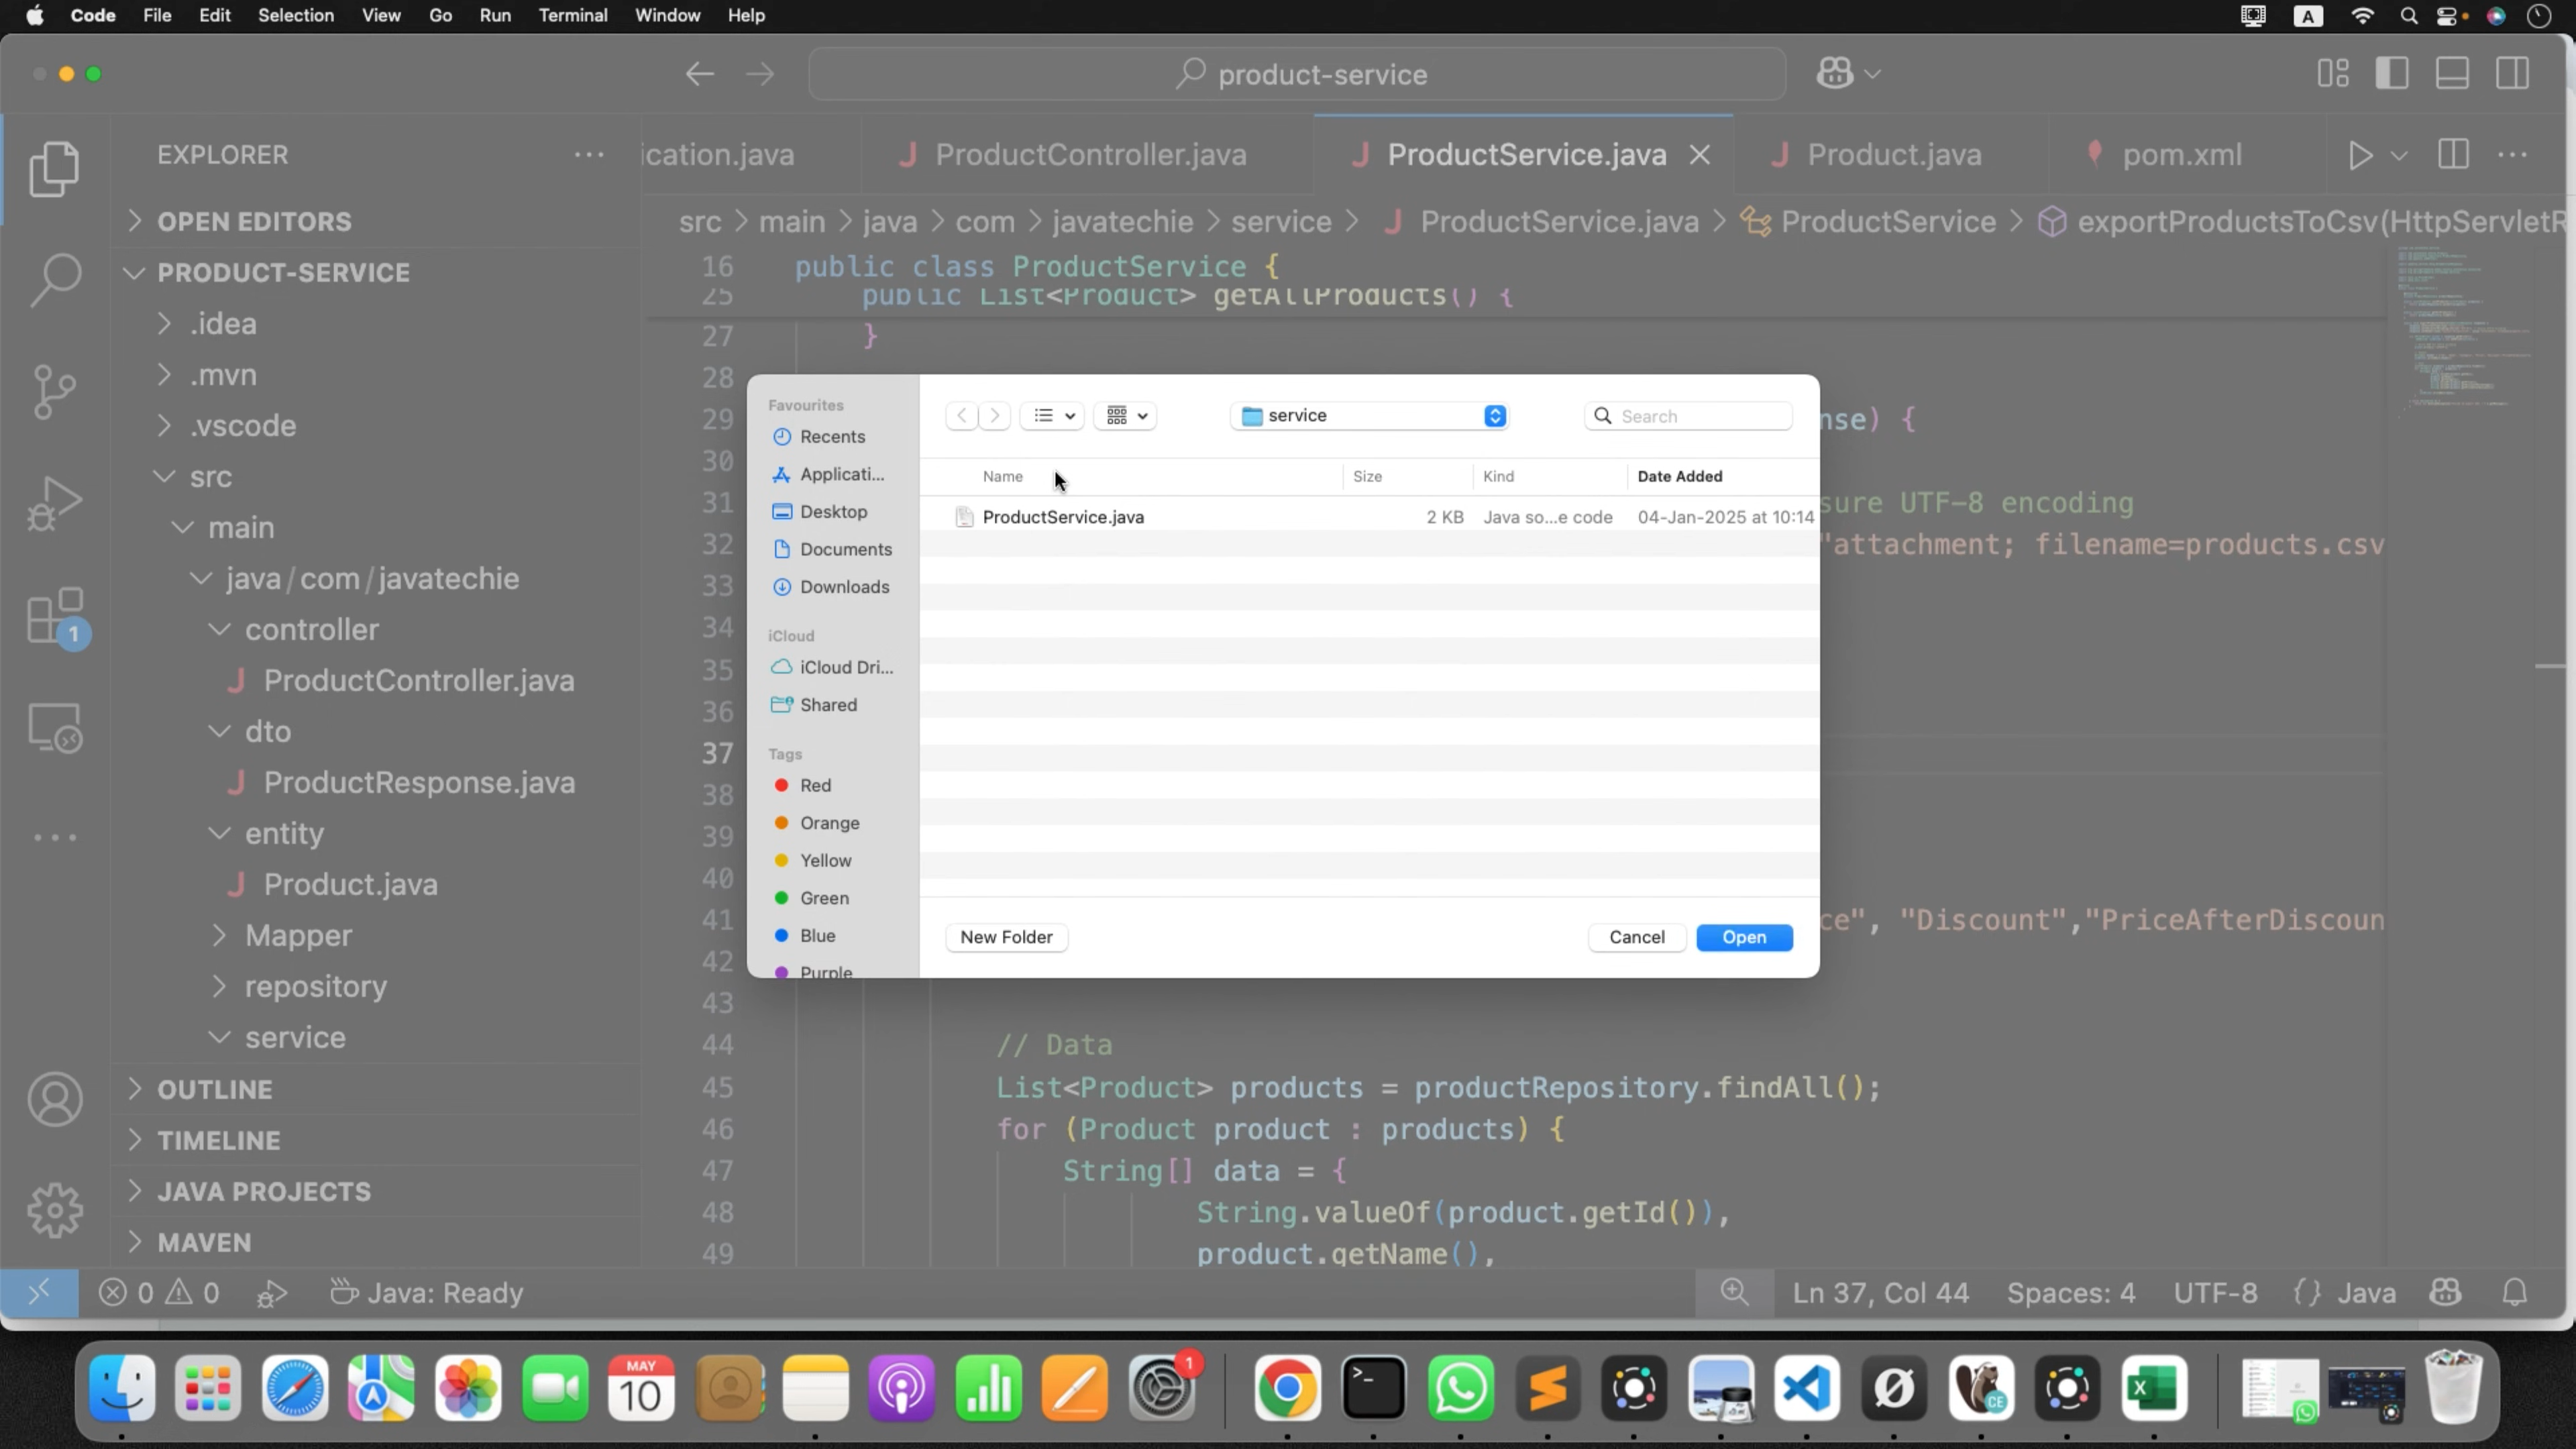 Code File Edit Selection View Go Run Terminal Window Help
A
product-service
EXPLORER
ication.java
ProductController.java
ProductService.java
Product.java
pom.xml
OPEN EDITORS
src > main > java > com > javatechie > service > ProductService.java > ProductService > exportProductsToCsv(HttpServletR
PRODUCT-SERVICE
.idea
.mvn
.vscode
src
main
java/com/javatechie
controller
ProductController.java
dto
ProductResponse.java
entity
Product.java
Mapper
repository
service
OUTLINE
TIMELINE
JAVA PROJECTS
MAVEN
1
16 public class ProductService {
25 public List<Product> getAllProducts() {
27 }
28
29 nse) {
30
31 sure UTF-8 encoding
32 "attachment; filename=products.csv
33
34
35
36
37
38
39
40
41 ce", "Discount","PriceAfterDiscoun
42
43
44 // Data
45 List<Product> products = productRepository.findAll();
46 for (Product product : products) {
47 String[] data = {
48 String.valueOf(product.getId()),
49 product.getName(),
Favourites
Recents
Applicati...
Desktop
Documents
Downloads
iCloud
iCloud Dri...
Shared
Tags
Red
Orange
Yellow
Green
Blue
Purple
service
Search
Name Size Kind Date Added
ProductService.java 2 KB Java so...e code 04-Jan-2025 at 10:14
New Folder
Cancel
Open
0 0
Java: Ready
Ln 37, Col 44
Spaces: 4
UTF-8
{} Java
MAY
10
1
>_
CE
X